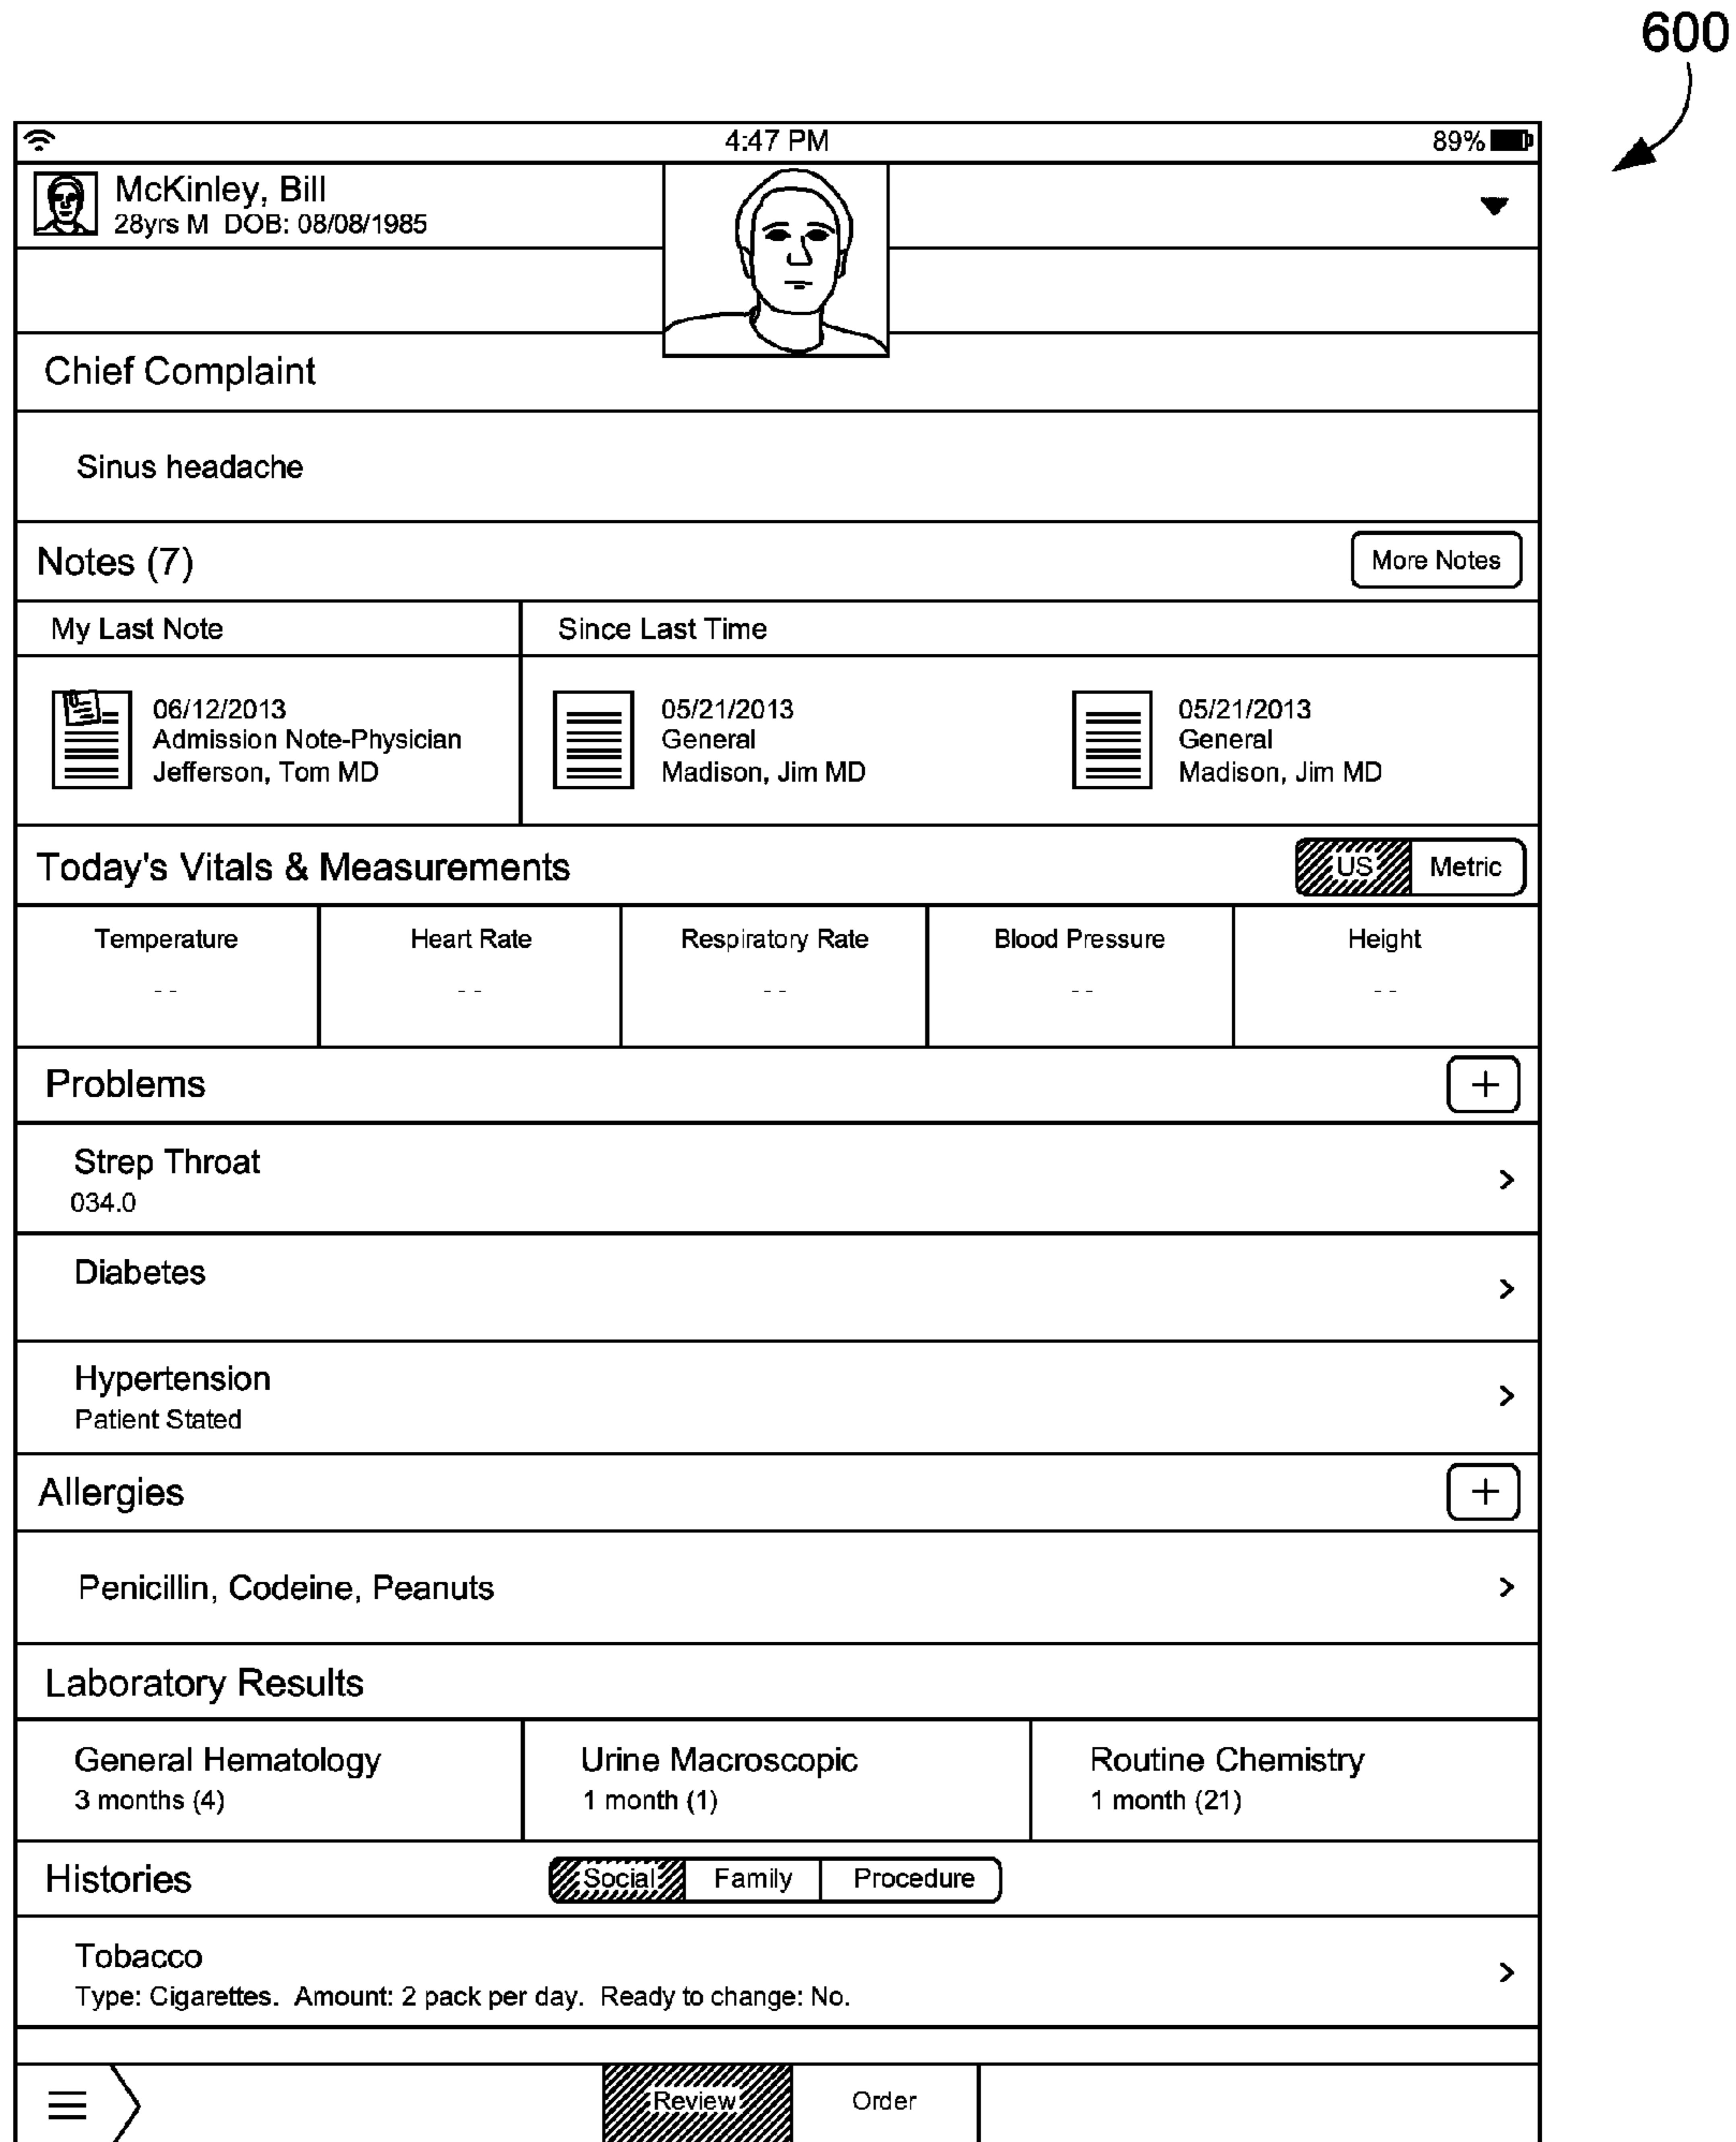 600
4:47 PM 89%
McKinley, Bill
28yrs M DOB: 08/08/1985
Chief Complaint
Sinus headache
Notes (7) More Notes
My Last Note Since Last Time
06/12/2013 05/21/2013 05/21/2013
Admission Note-Physician General General
Jefferson, Tom MD Madison, Jim MD Madison, Jim MD
Today's Vitals & Measurements US Metric
Temperature Heart Rate Respiratory Rate Blood Pressure Height
-- -- -- -- --
Problems +
Strep Throat
034.0
Diabetes
Hypertension
Patient Stated
Allergies +
Penicillin, Codeine, Peanuts
Laboratory Results
General Hematology Urine Macroscopic Routine Chemistry
3 months (4) 1 month (1) 1 month (21)
Histories Social Family Procedure
Tobacco
Type: Cigarettes. Amount: 2 pack per day. Ready to change: No.
Review Order